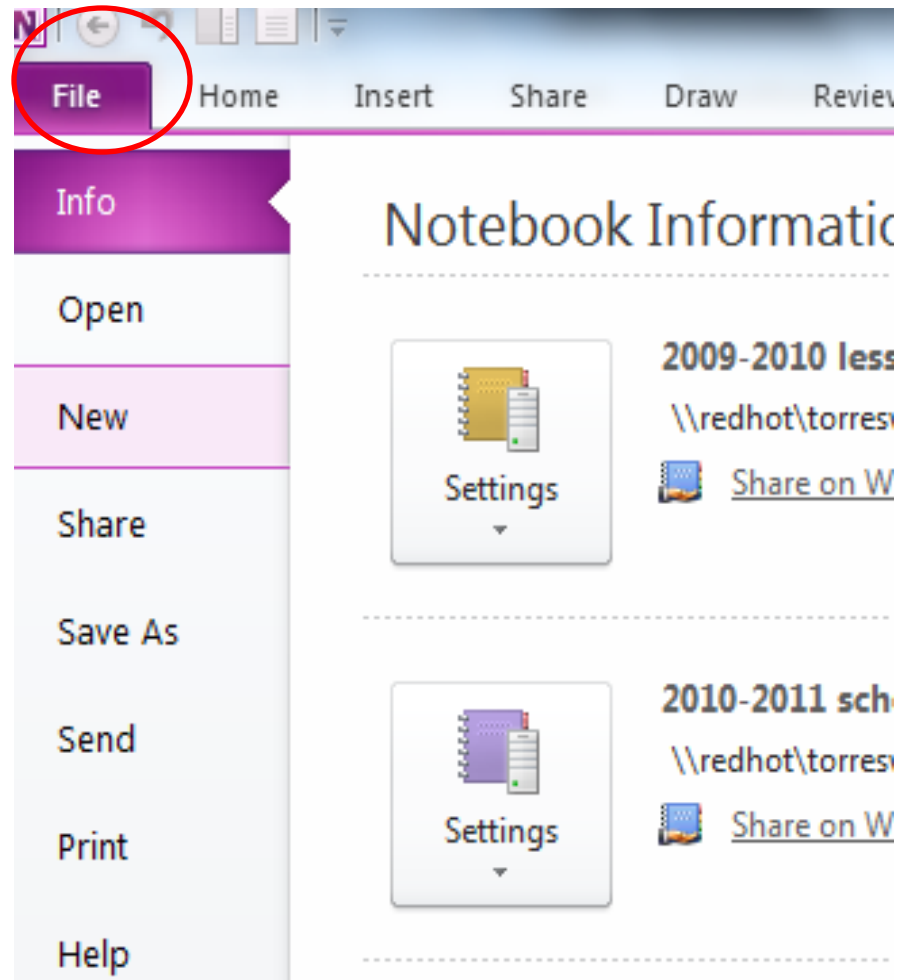 N
File Home Insert Share Draw Review
Info
Notebook Informatio
Open
2009-2010 less
New
\\redhot\torresv
Settings
Share on W
Share
Save As
2010-2011 sch
Send
\\redhot\torresv
Settings
Share on W
Print
Help